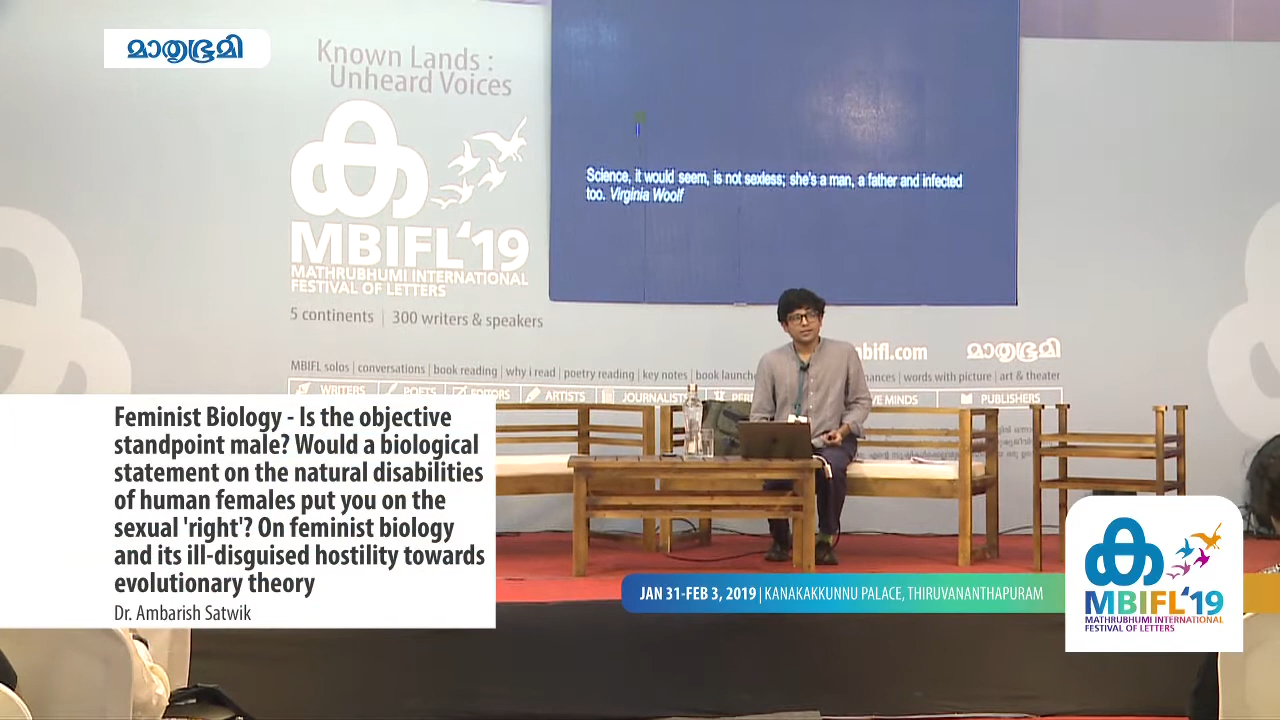 മാതൃഭൂമി
Known Lands :
Unheard Voices
ക
MBIFL‘19
MATHRUBHUMI INTERNATIONAL
FESTIVAL OF LETTERS
5 continents | 300 writers & speakers
MBIFL solos | conversations | book reading | why i read | poetry reading | key notes | book
words with picture | art & theater
WRITERS
POETS
EDITORS
ARTISTS
JOURNALISTS
MINDS
PUBLISHERS
Science, it would seem, is not sexless; she's a man, a father and infected
too. Virginia Woolf
മാതൃഭൂമി
Feminist Biology - Is the objective
standpoint male? Would a biological
statement on the natural disabilities
of human females put you on the
sexual 'right'? On feminist biology
and its ill-disguised hostility towards
evolutionary theory
Dr. Ambarish Satwik
JAN 31-FEB 3, 2019 | KANAKAKKUNNU PALACE, THIRUVANANTHAPURAM
ക
MBIFL‘19
MATHRUBHUMI INTERNATIONAL
FESTIVAL OF LETTERS